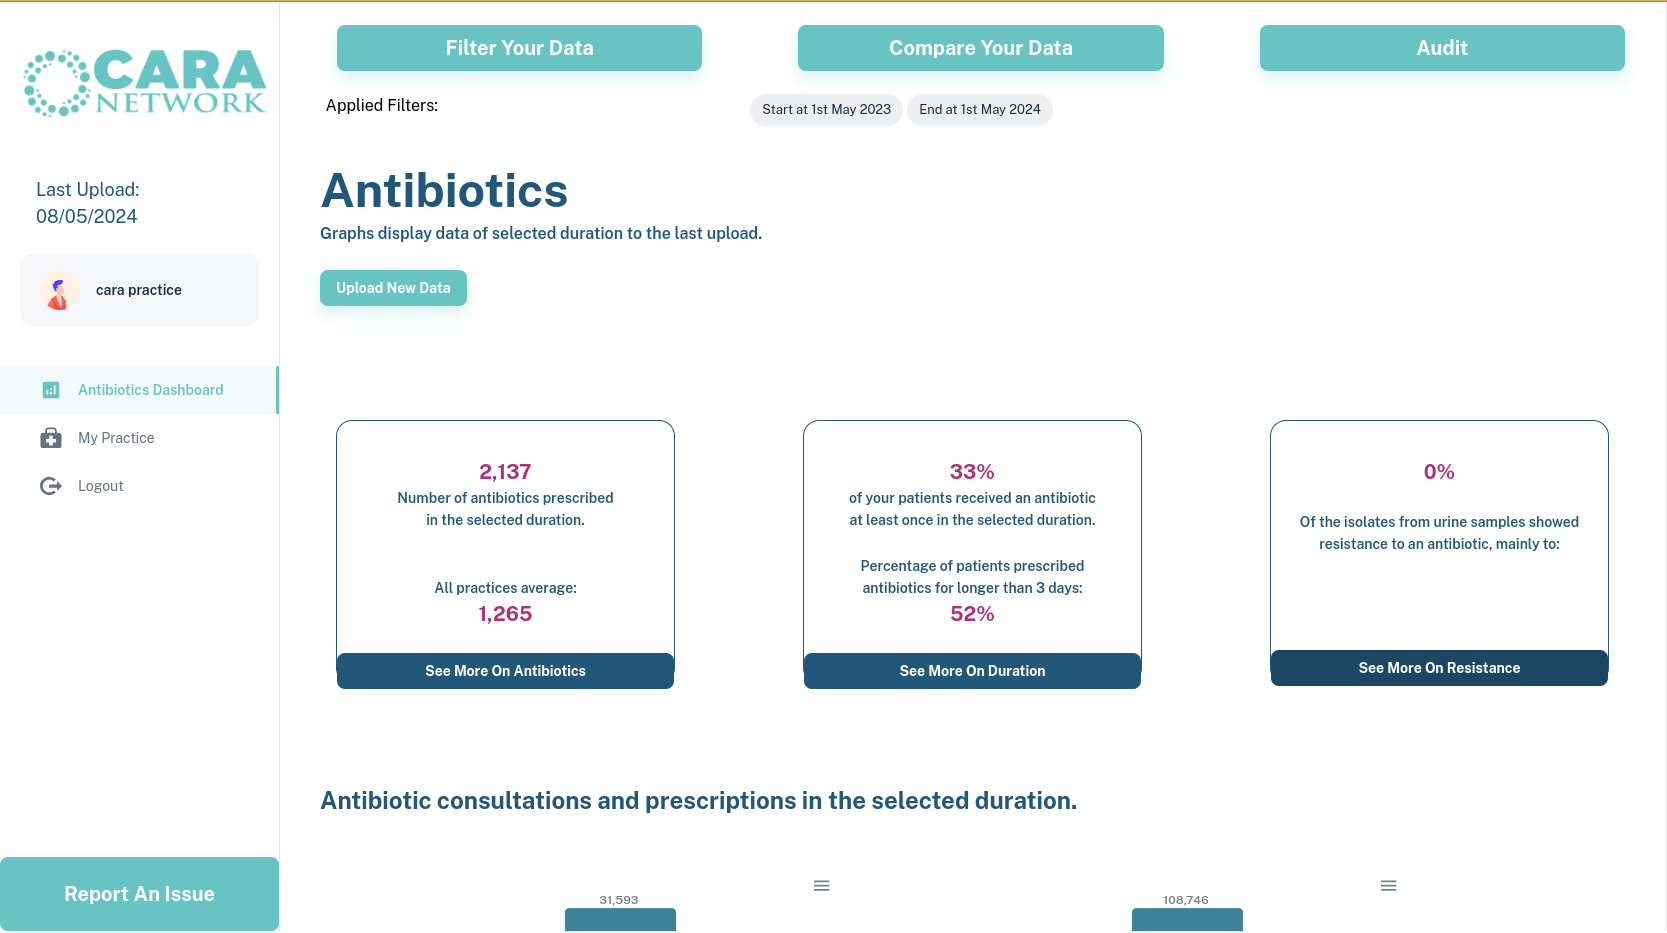 CARA
NETWORK
Last Upload:
08/05/2024
cara practice
Antibiotics Dashboard
My Practice
Logout
Report An Issue
Filter Your Data
Compare Your Data
Audit
Applied Filters:
Start at 1st May 2023
End at 1st May 2024
Antibiotics
Graphs display data of selected duration to the last upload.
Upload New Data
2,137
Number of antibiotics prescribed
in the selected duration.
All practices average:
1,265
See More On Antibiotics
33%
of your patients received an antibiotic
at least once in the selected duration.
Percentage of patients prescribed
antibiotics for longer than 3 days:
52%
See More On Duration
0%
Of the isolates from urine samples showed
resistance to an antibiotic, mainly to:
See More On Resistance
Antibiotic consultations and prescriptions in the selected duration.
31,593
108,746